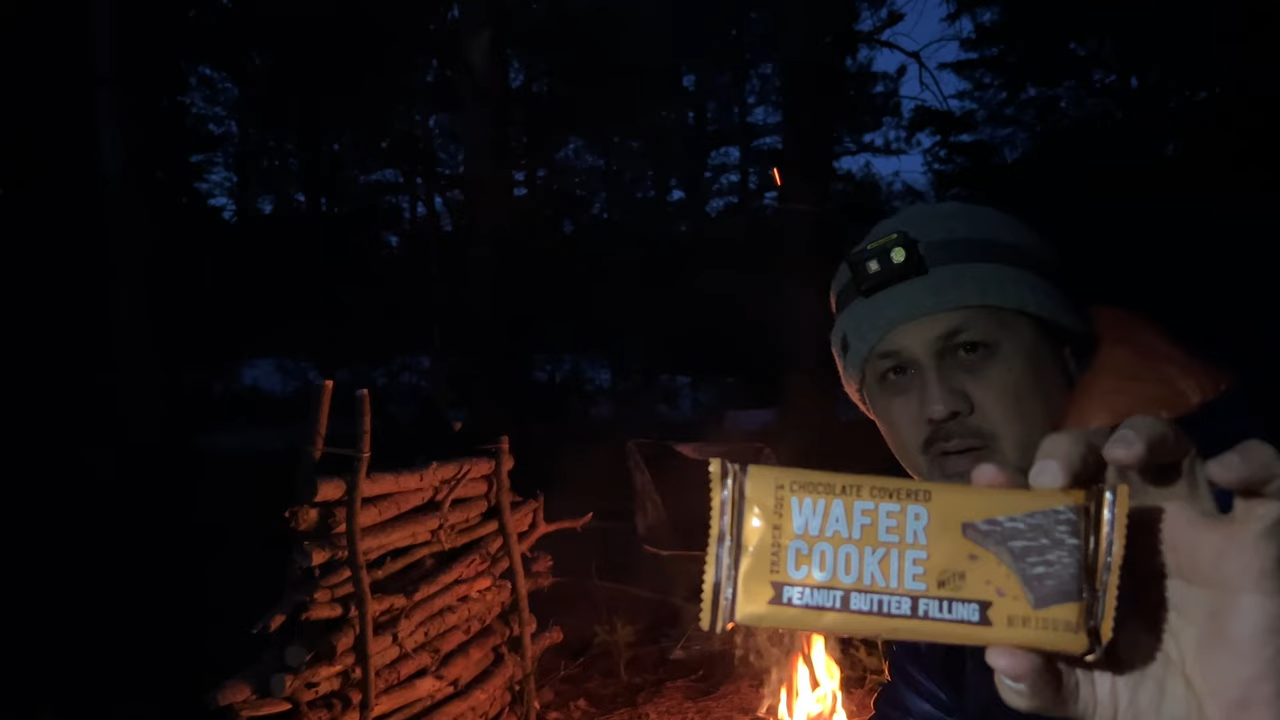 TRADER JOE'S
CHOCOLATE COVERED
WAFER
COOKIE
WITH
PEANUT BUTTER FILLING